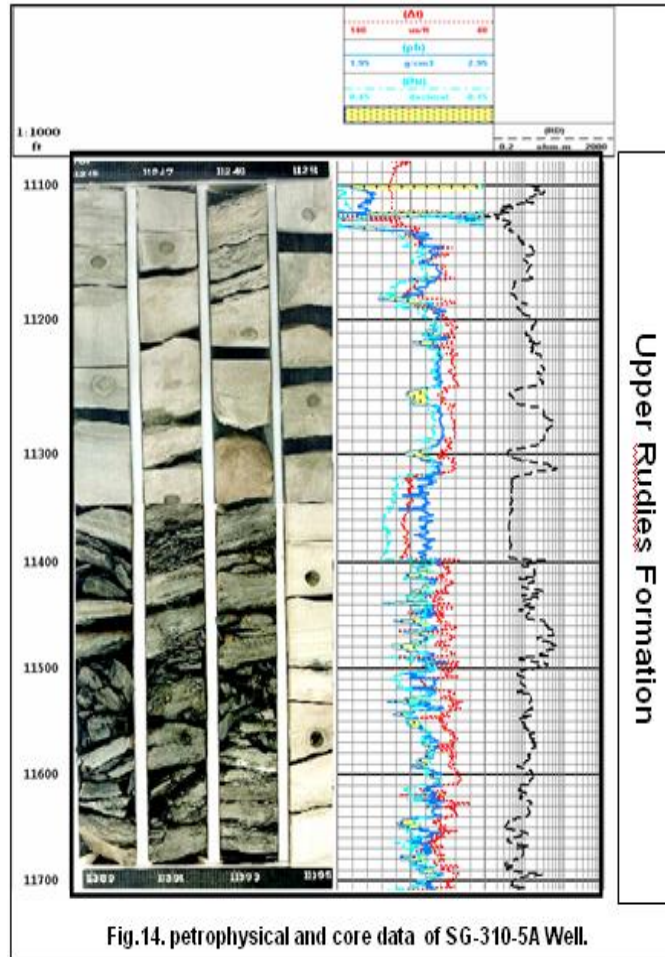 (Δt)
140 us/ft 40
(ρb)
1.95 g/cm3 2.95
0.45 -0.15
1:1000
ft
(RD)
0.2 ohm.m 2000
11240
11100
11200
11300
11400
11500
11600
11700
Upper Rudies Formation
Fig.14. petrophysical and core data of SG-310-5A Well.